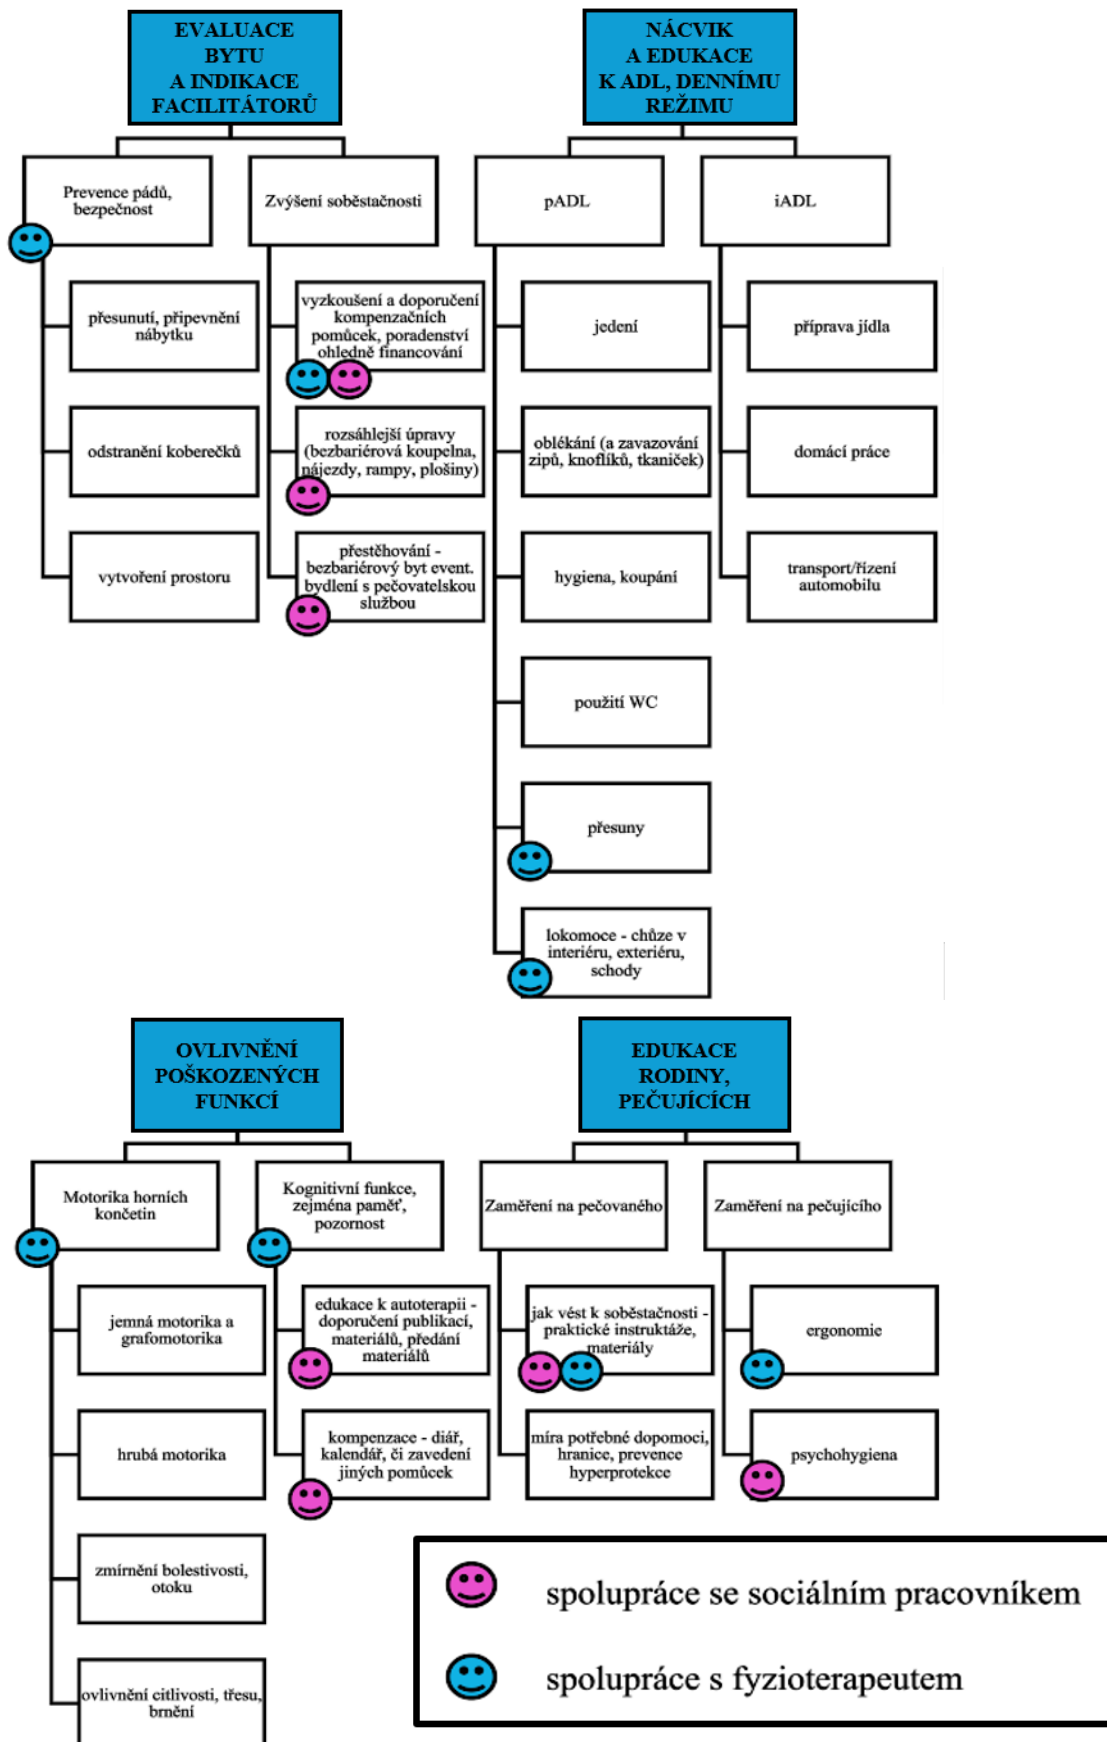 EVALUACE
BYTU
A INDIKACE
FACILITÁTORŮ
Prevence pádů,
bezpečnost
přesunutí, připevnění
nábytku
odstranění koberečků
vytvoření prostoru
Zvýšení soběstačnosti
vyzkoušení a doporučení
kompenzačních
pomůcek, poradenství
ohledně financování
rozsáhlejší úpravy
(bezbariérová koupelna,
nájezdy, rampy, plošiny)
přestěhování -
bezbariérový byt event.
bydlení s pečovatelskou
službou
NÁCVIK
A EDUKACE
K ADL, DENNÍMU
REŽIMU
pADL
jedení
oblékání (a zavazování
zipů, knoflíků, tkaniček)
hygiena, koupání
použití WC
přesuny
lokomoce - chůze v
interiéru, exteriéru,
schody
iADL
příprava jídla
domácí práce
transport/řízení
automobilu
OVLIVNĚNÍ
POŠKOZENÝCH
FUNKCÍ
Motorika horních
končetin
jemná motorika a
grafomotorika
hrubá motorika
zmírnění bolestivosti,
otoku
ovlivnění citlivosti, třesu,
brnění
Kognitivní funkce,
zejména paměť,
pozornost
edukace k autoterapii -
doporučení publikací,
materiálů, předání
materiálů
kompenzace - diář,
kalendář, či zavedení
jiných pomůcek
EDUKACE
RODINY,
PEČUJÍCÍCH
Zaměření na pečovaného
jak vést k soběstačnosti -
praktické instruktáže,
materiály
míra potřebné dopomoci,
hranice, prevence
hyperprotekce
Zaměření na pečujícího
ergonomie
psychohygiena
spolupráce se sociálním pracovníkem
spolupráce s fyzioterapeutem